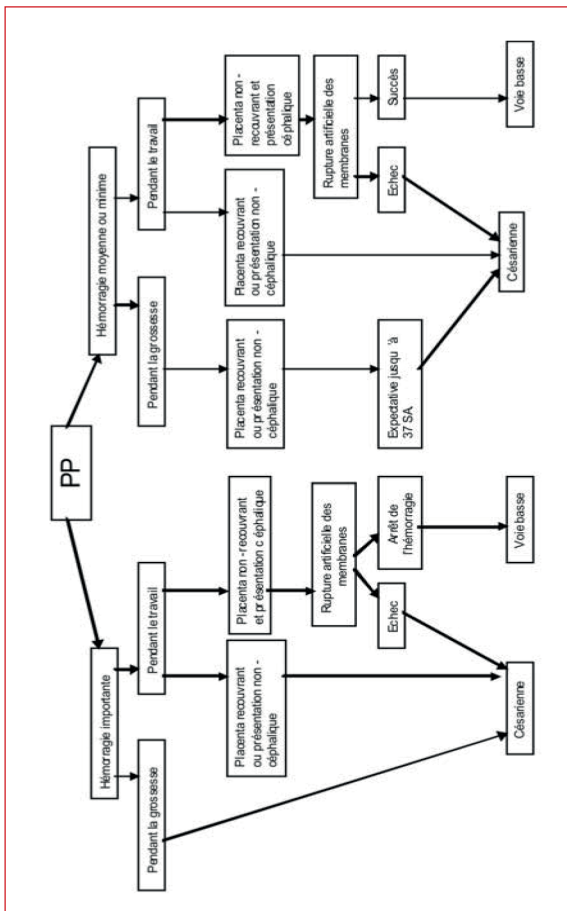 PP
Hémorragie importante
Hémorragie moyenne ou minime
Pendant la grossesse
Pendant le travail
Pendant la grossesse
Pendant le travail
Placenta recouvrant
ou présentation non -
céphalique
Placenta non -recouvrant
et présentation c éphalique
Placenta recouvrant
ou présentation non -
céphalique
Placenta recouvrant
ou présentation non -
céphalique
Placenta non -
recouvrant et
présentation
céphalique
Rupture artificielle des
membranes
Rupture artificielle des
membranes
Echec
Arrêt de
l'hémorragie
Expectative jusqu 'à
37 SA
Echec
Succès
Césarienne
Voie basse
Césarienne
Voie basse